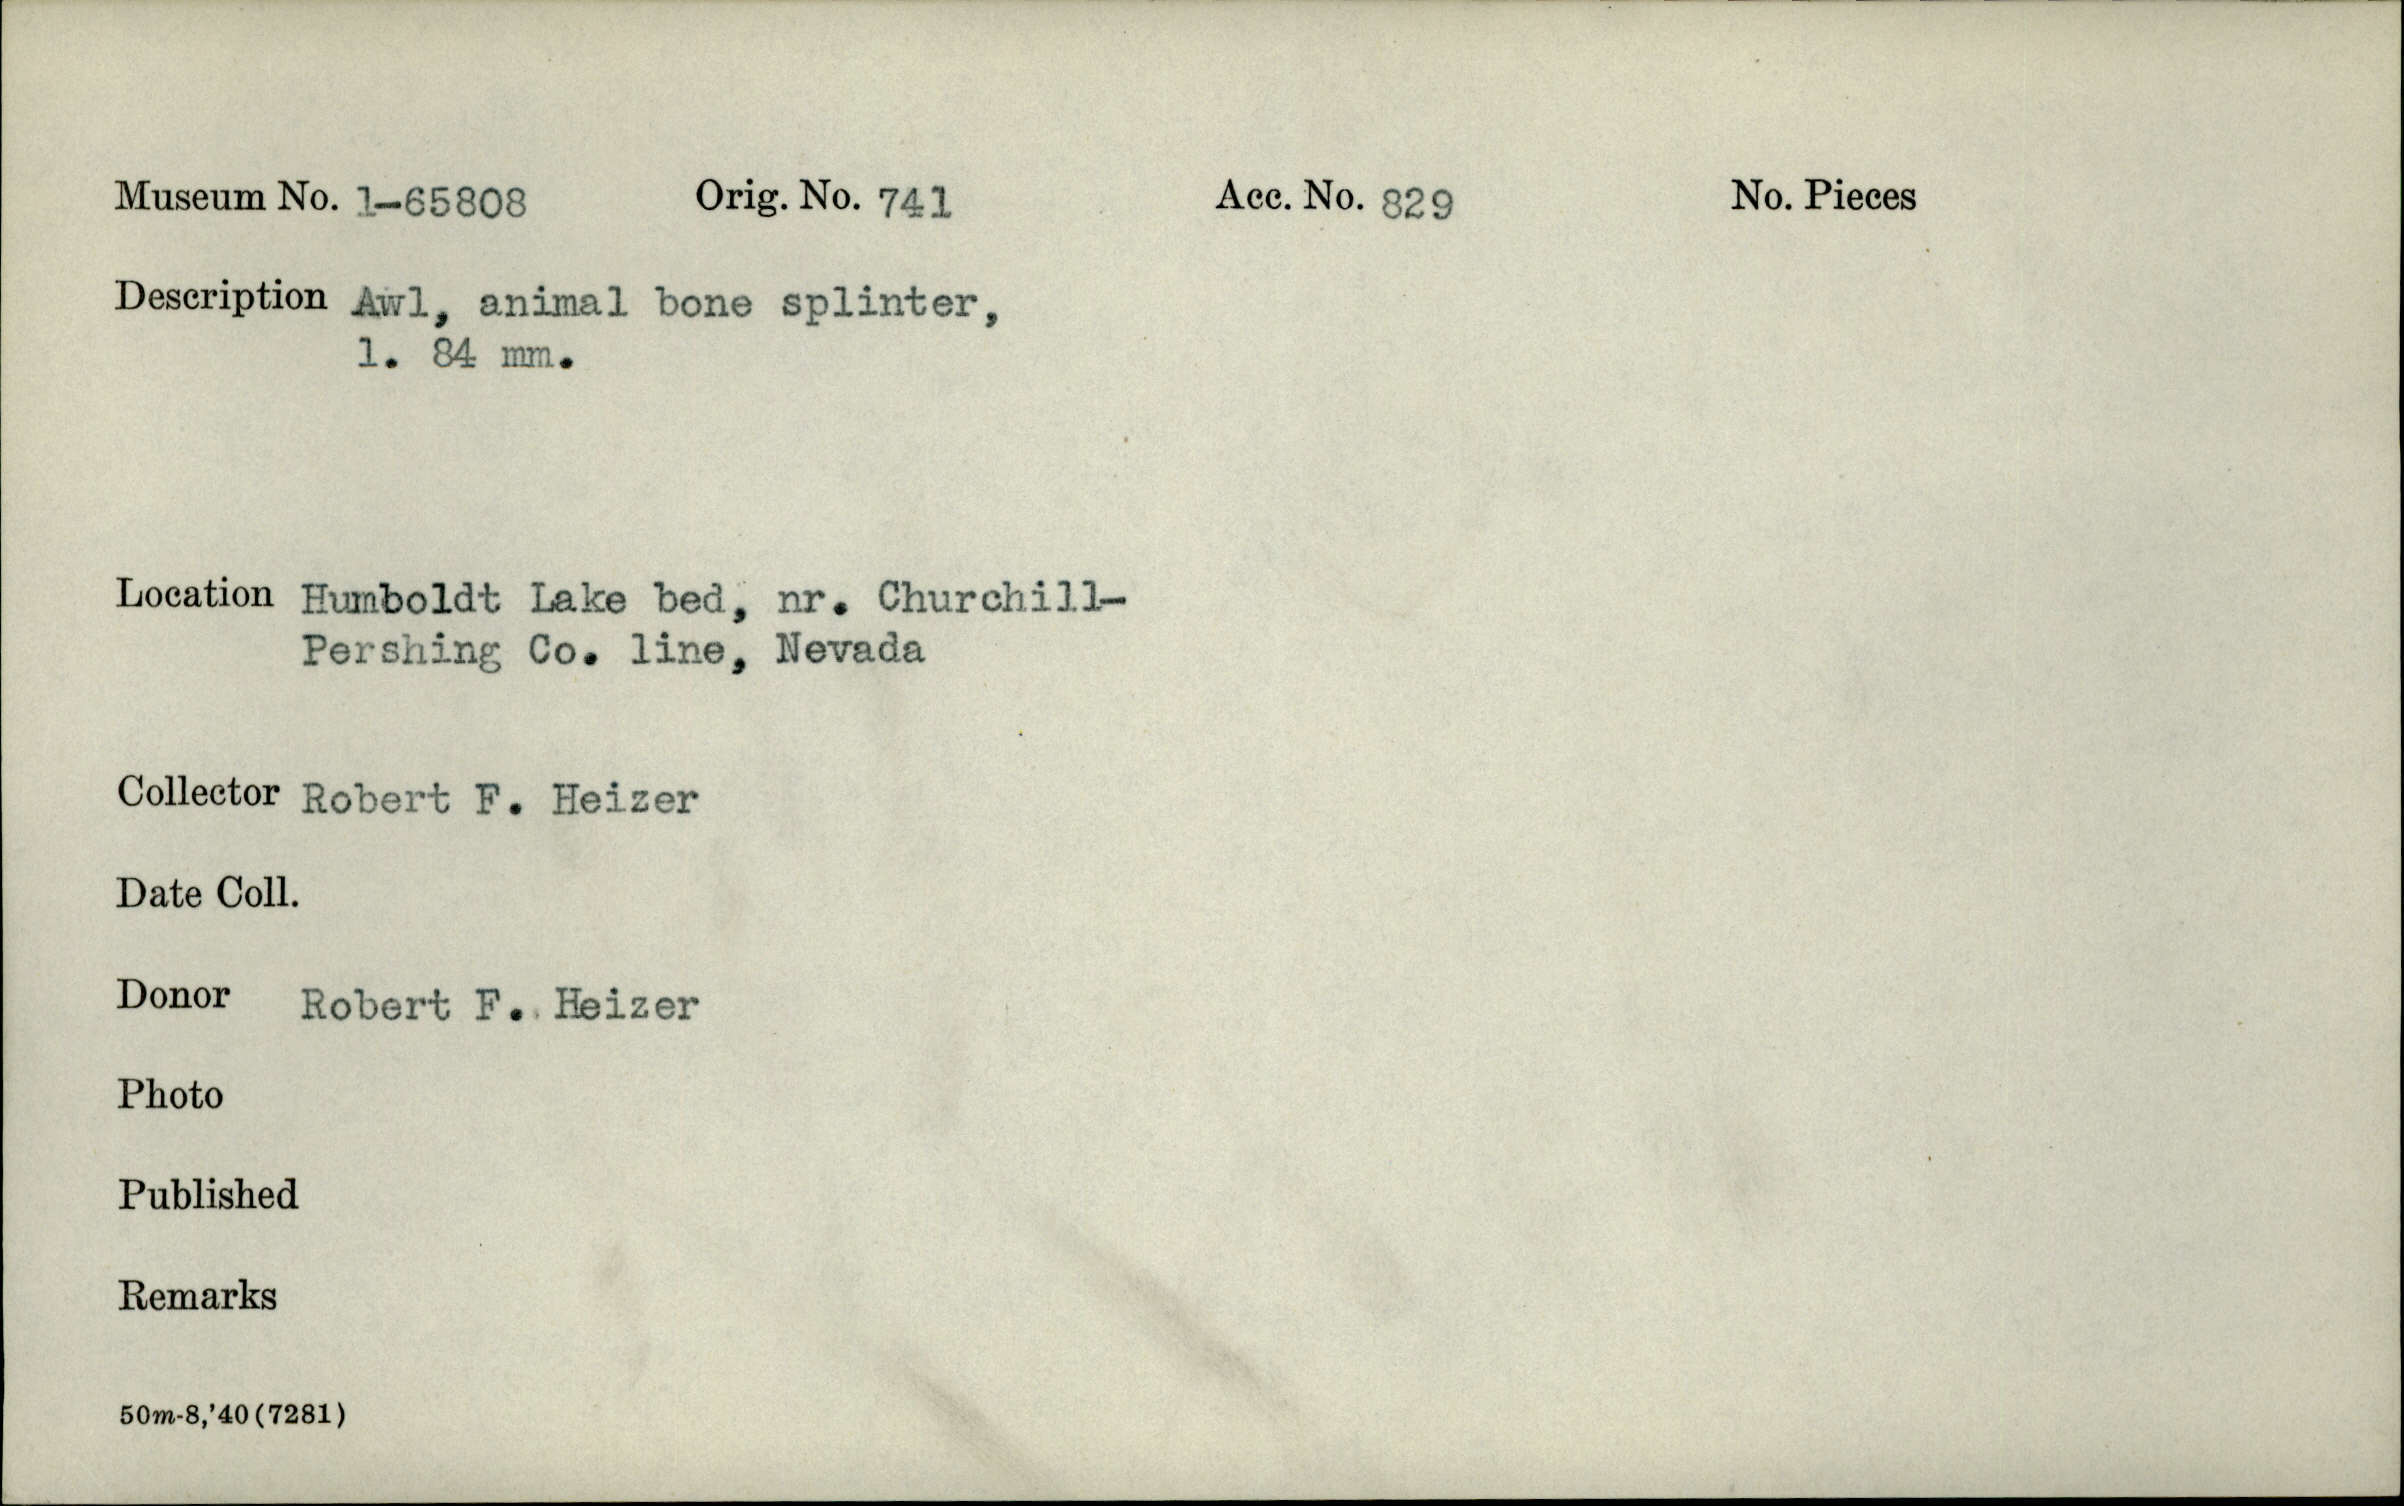 Museum No. 1-65808 Orig. No. 741 Acc. No. 829 No. Pieces
Description Awl, animal bone splinter,
l. 84 mm.
Location Humboldt Lake bed, nr. Churchill-
Pershing Co. line, Nevada
Collector Robert F. Heizer
Date Coll.
Donor Robert F. Heizer
Photo
Published
Remarks
50m-8,'40(7281)